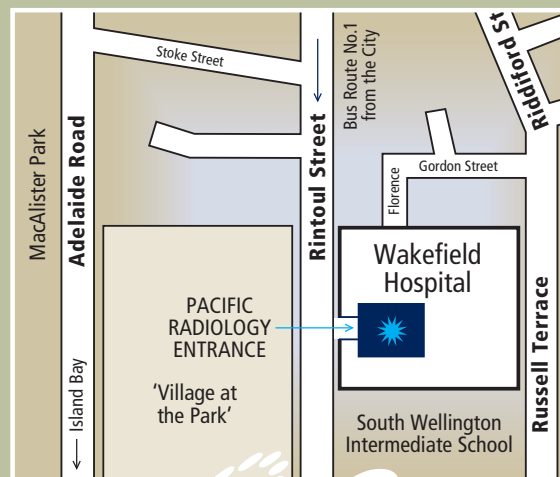 Stoke Street
MacAlister Park
Adelaide Road
Rintoul Street
Bus Route No.1
from the City
Riddiford St
Gordon Street
Florence
Wakefield
Hospital
PACIFIC
RADIOLOGY
ENTRANCE
'Village at
the Park'
Island Bay
Russell Terrace
South Wellington
Intermediate School